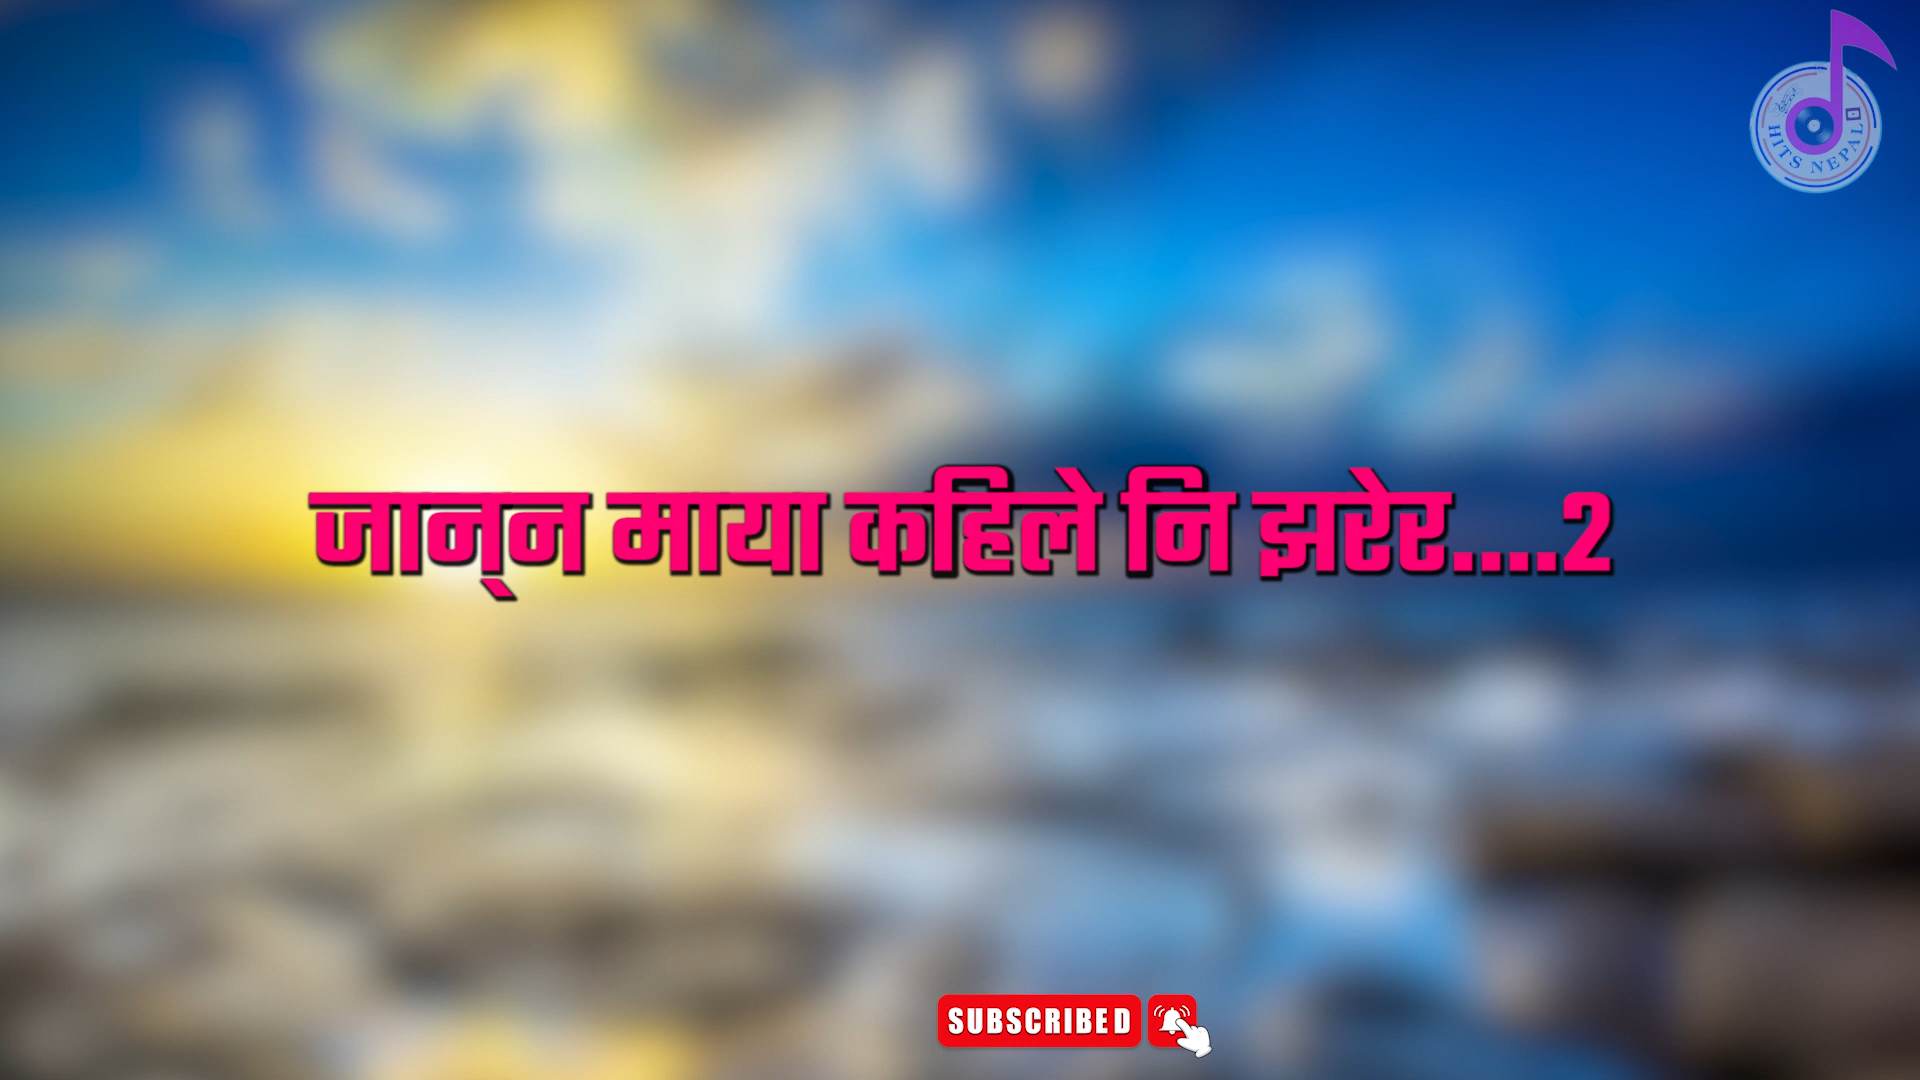 HITS NEPAL
जान्‌न माया कहिले नि झरेर....2
SUBSCRIBED